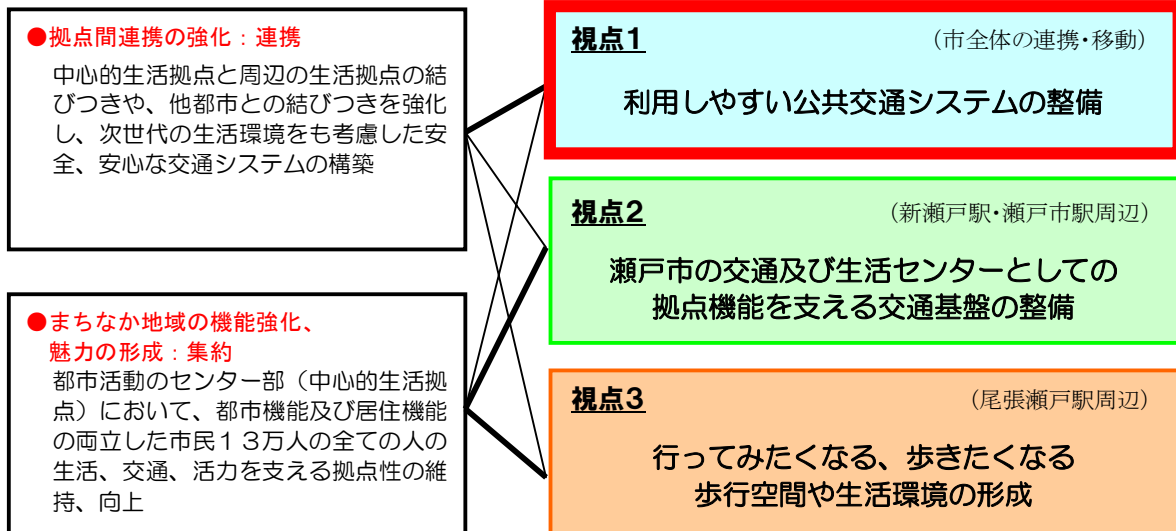 ●拠点間連携の強化：連携
中心的生活拠点と周辺の生活拠点の結
びつきや、他都市との結びつきを強化
し、次世代の生活環境をも考慮した安
全、安心な交通システムの構築
●まちなか地域の機能強化、
魅力の形成：集約
都市活動のセンター部（中心的生活拠
点）において、都市機能及び居住機能
の両立した市民１３万人の全ての人の
生活、交通、活力を支える拠点性の維
持、向上
視点1 （市全体の連携・移動）
利用しやすい公共交通システムの整備
視点2 （新瀬戸駅・瀬戸市駅周辺）
瀬戸市の交通及び生活センターとしての
拠点機能を支える交通基盤の整備
視点3 （尾張瀬戸駅周辺）
行ってみたくなる、歩きたくなる
歩行空間や生活環境の形成